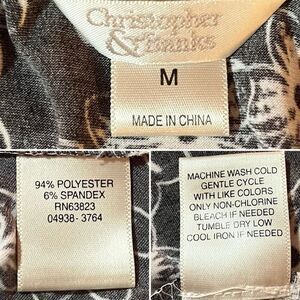 Christopher
& Banks
M
MADE IN CHINA
94% POLYESTER
6% SPANDEX
RN63823
04938 - 3764
MACHINE WASH COLD
GENTLE CYCLE
WITH LIKE COLORS
ONLY NON-CHLORINE
BLEACH IF NEEDED
TUMBLE DRY LOW
COOL IRON IF NEEDED